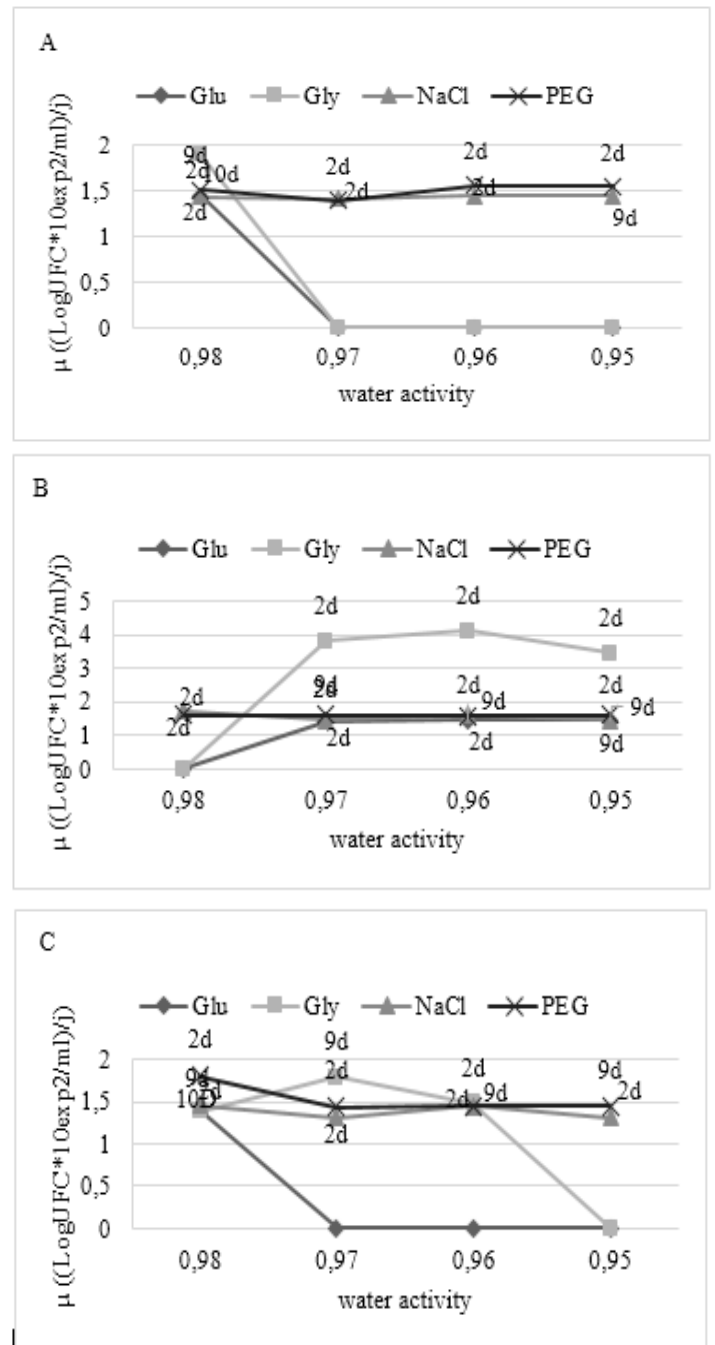 A
Glu Gly NaCl PEG
μ ((LogUFC*10exp2/ml)/j)
2
1,5
1
0,5
0
9d
2d
10d
2d
2d
2d
2d
2d
2d
9d
0,98 0,97 0,96 0,95
water activity
B
Glu Gly NaCl PEG
μ ((LogUFC*10exp2/ml)/j)
5
4
3
2
1
0
2d 2d 2d
2d 9d 2d 2d
2d 9d 9d
2d
2d 2d 9d
0,98 0,97 0,96 0,95
water activity
C
Glu Gly NaCl PEG
μ ((LogUFC*10exp2/ml)/j)
2
1,5
1
0,5
0
2d 9d
2d 2d 9d
9d
10D
2d 9d 2d
2d
0,98 0,97 0,96 0,95
water activity